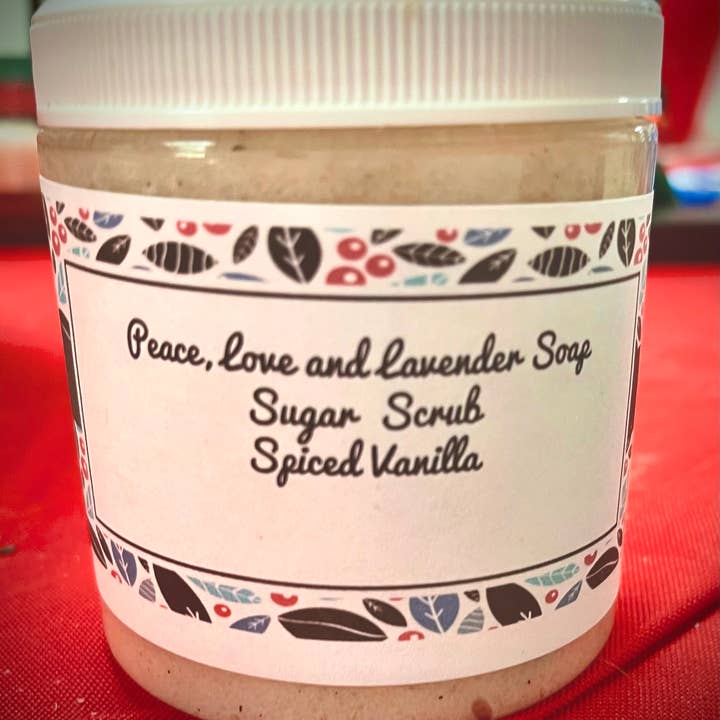 Peace, Love and Lavender Soap
Sugar Scrub
Spiced Vanilla